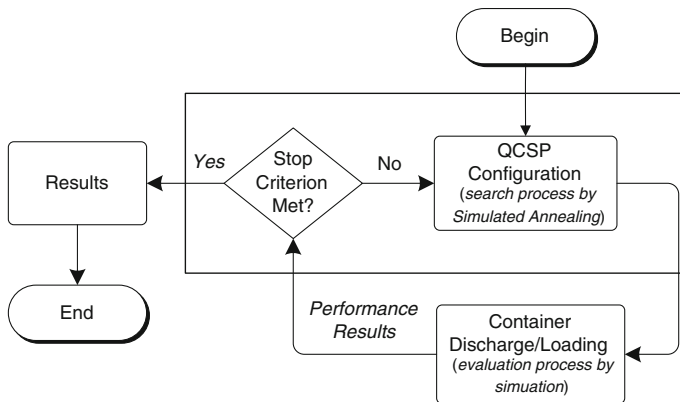 Begin
Yes
Stop
Criterion
Met?
No
QCSP
Configuration
(search process by
Simulated Annealing)
Results
End
Performance
Results
Container
Discharge/Loading
(evaluation process by
simuation)